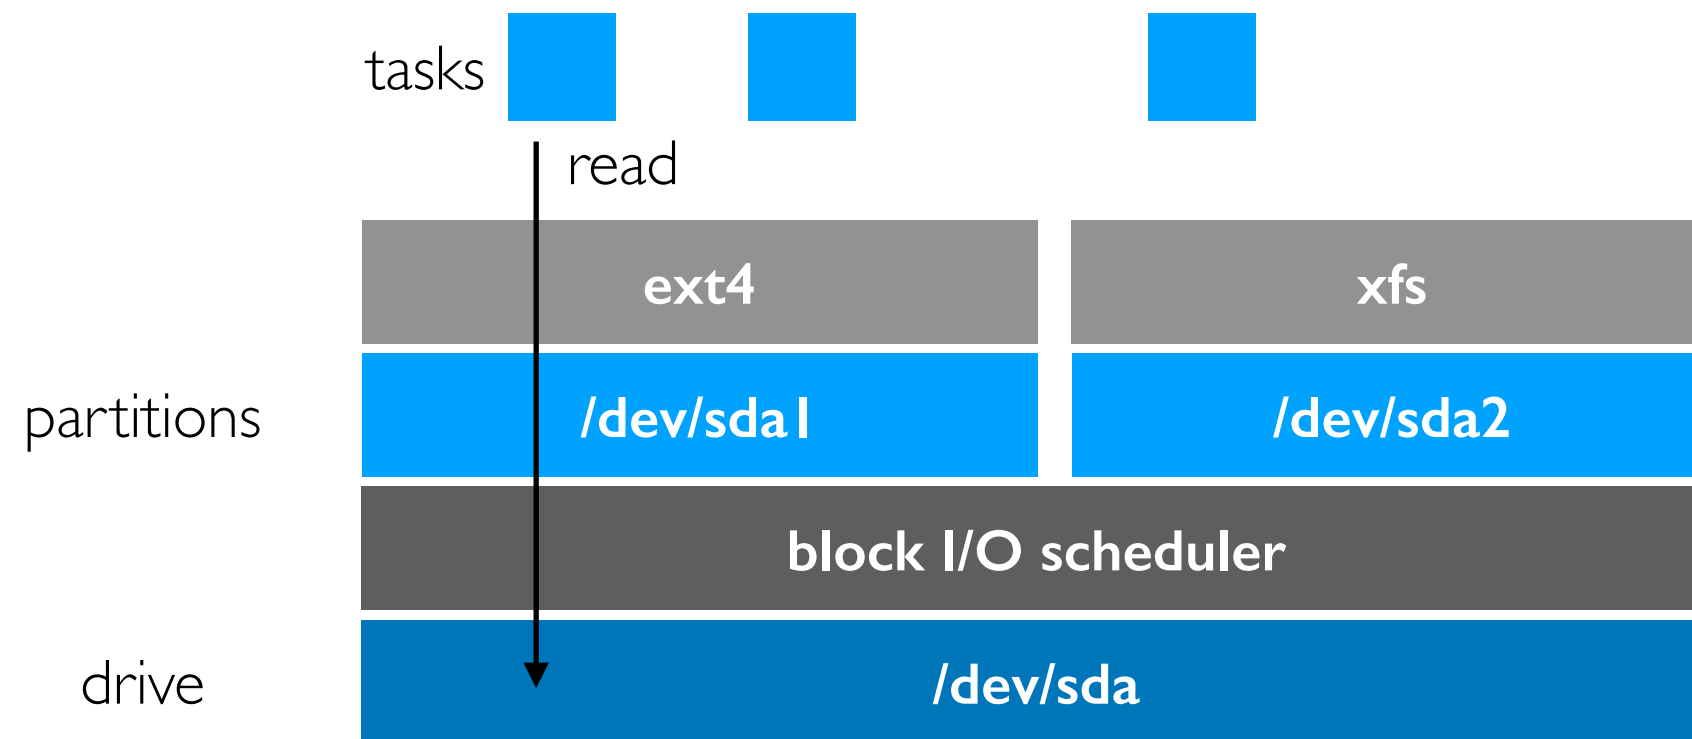 tasks
read
ext4
xfs
partitions
/dev/sda1
/dev/sda2
block I/O scheduler
drive
/dev/sda